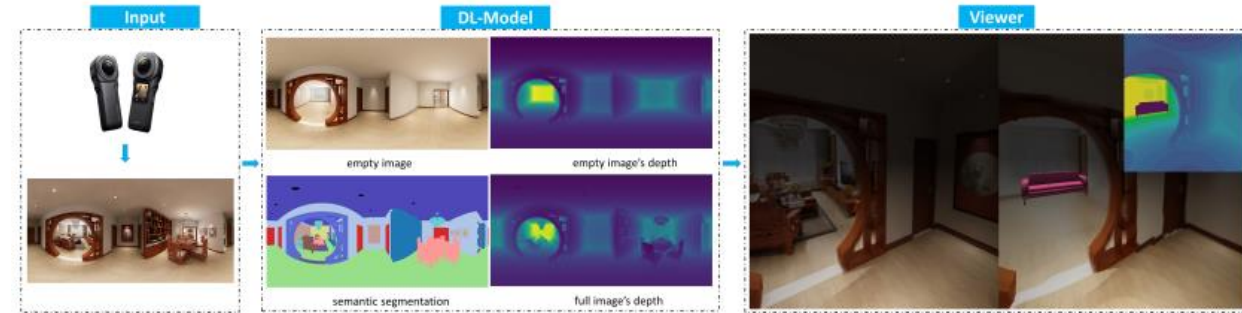 Input
DL-Model
Viewer
empty image
empty image's depth
semantic segmentation
full image's depth